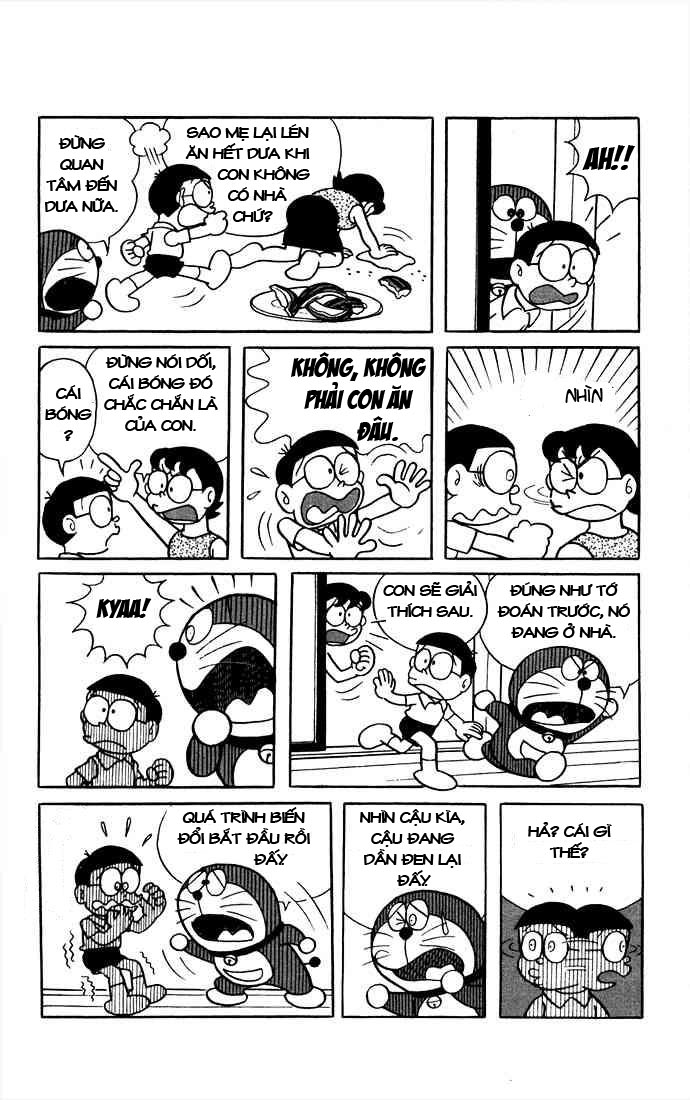 ĐỪNG
QUAN
TÂM ĐẾN
DƯA NỮA.
SAO MẸ LẠI LÉN
ĂN HẾT DƯA KHI
CON KHÔNG
CÓ NHÀ
CHỨ?
AH!!
CÁI
BÓNG
?
ĐỪNG NÓI DỐI,
CÁI BÓNG ĐÓ
CHẮC CHẮN LÀ
CỦA CON.
KHÔNG, KHÔNG
PHẢI CON ĂN
ĐÂU.
NHÌN
KYAA!
CON SẼ GIẢI
THÍCH SAU.
ĐÚNG NHƯ TỚ
ĐOÁN TRƯỚC, NÓ
ĐANG Ở NHÀ.
QUÁ TRÌNH BIẾN
ĐỔI BẮT ĐẦU RỒI
ĐẤY.
NHÌN CẬU KÌA,
CẬU ĐANG
DẦN ĐEN LẠI
ĐẤY.
HẢ? CÁI GÌ
THẾ?